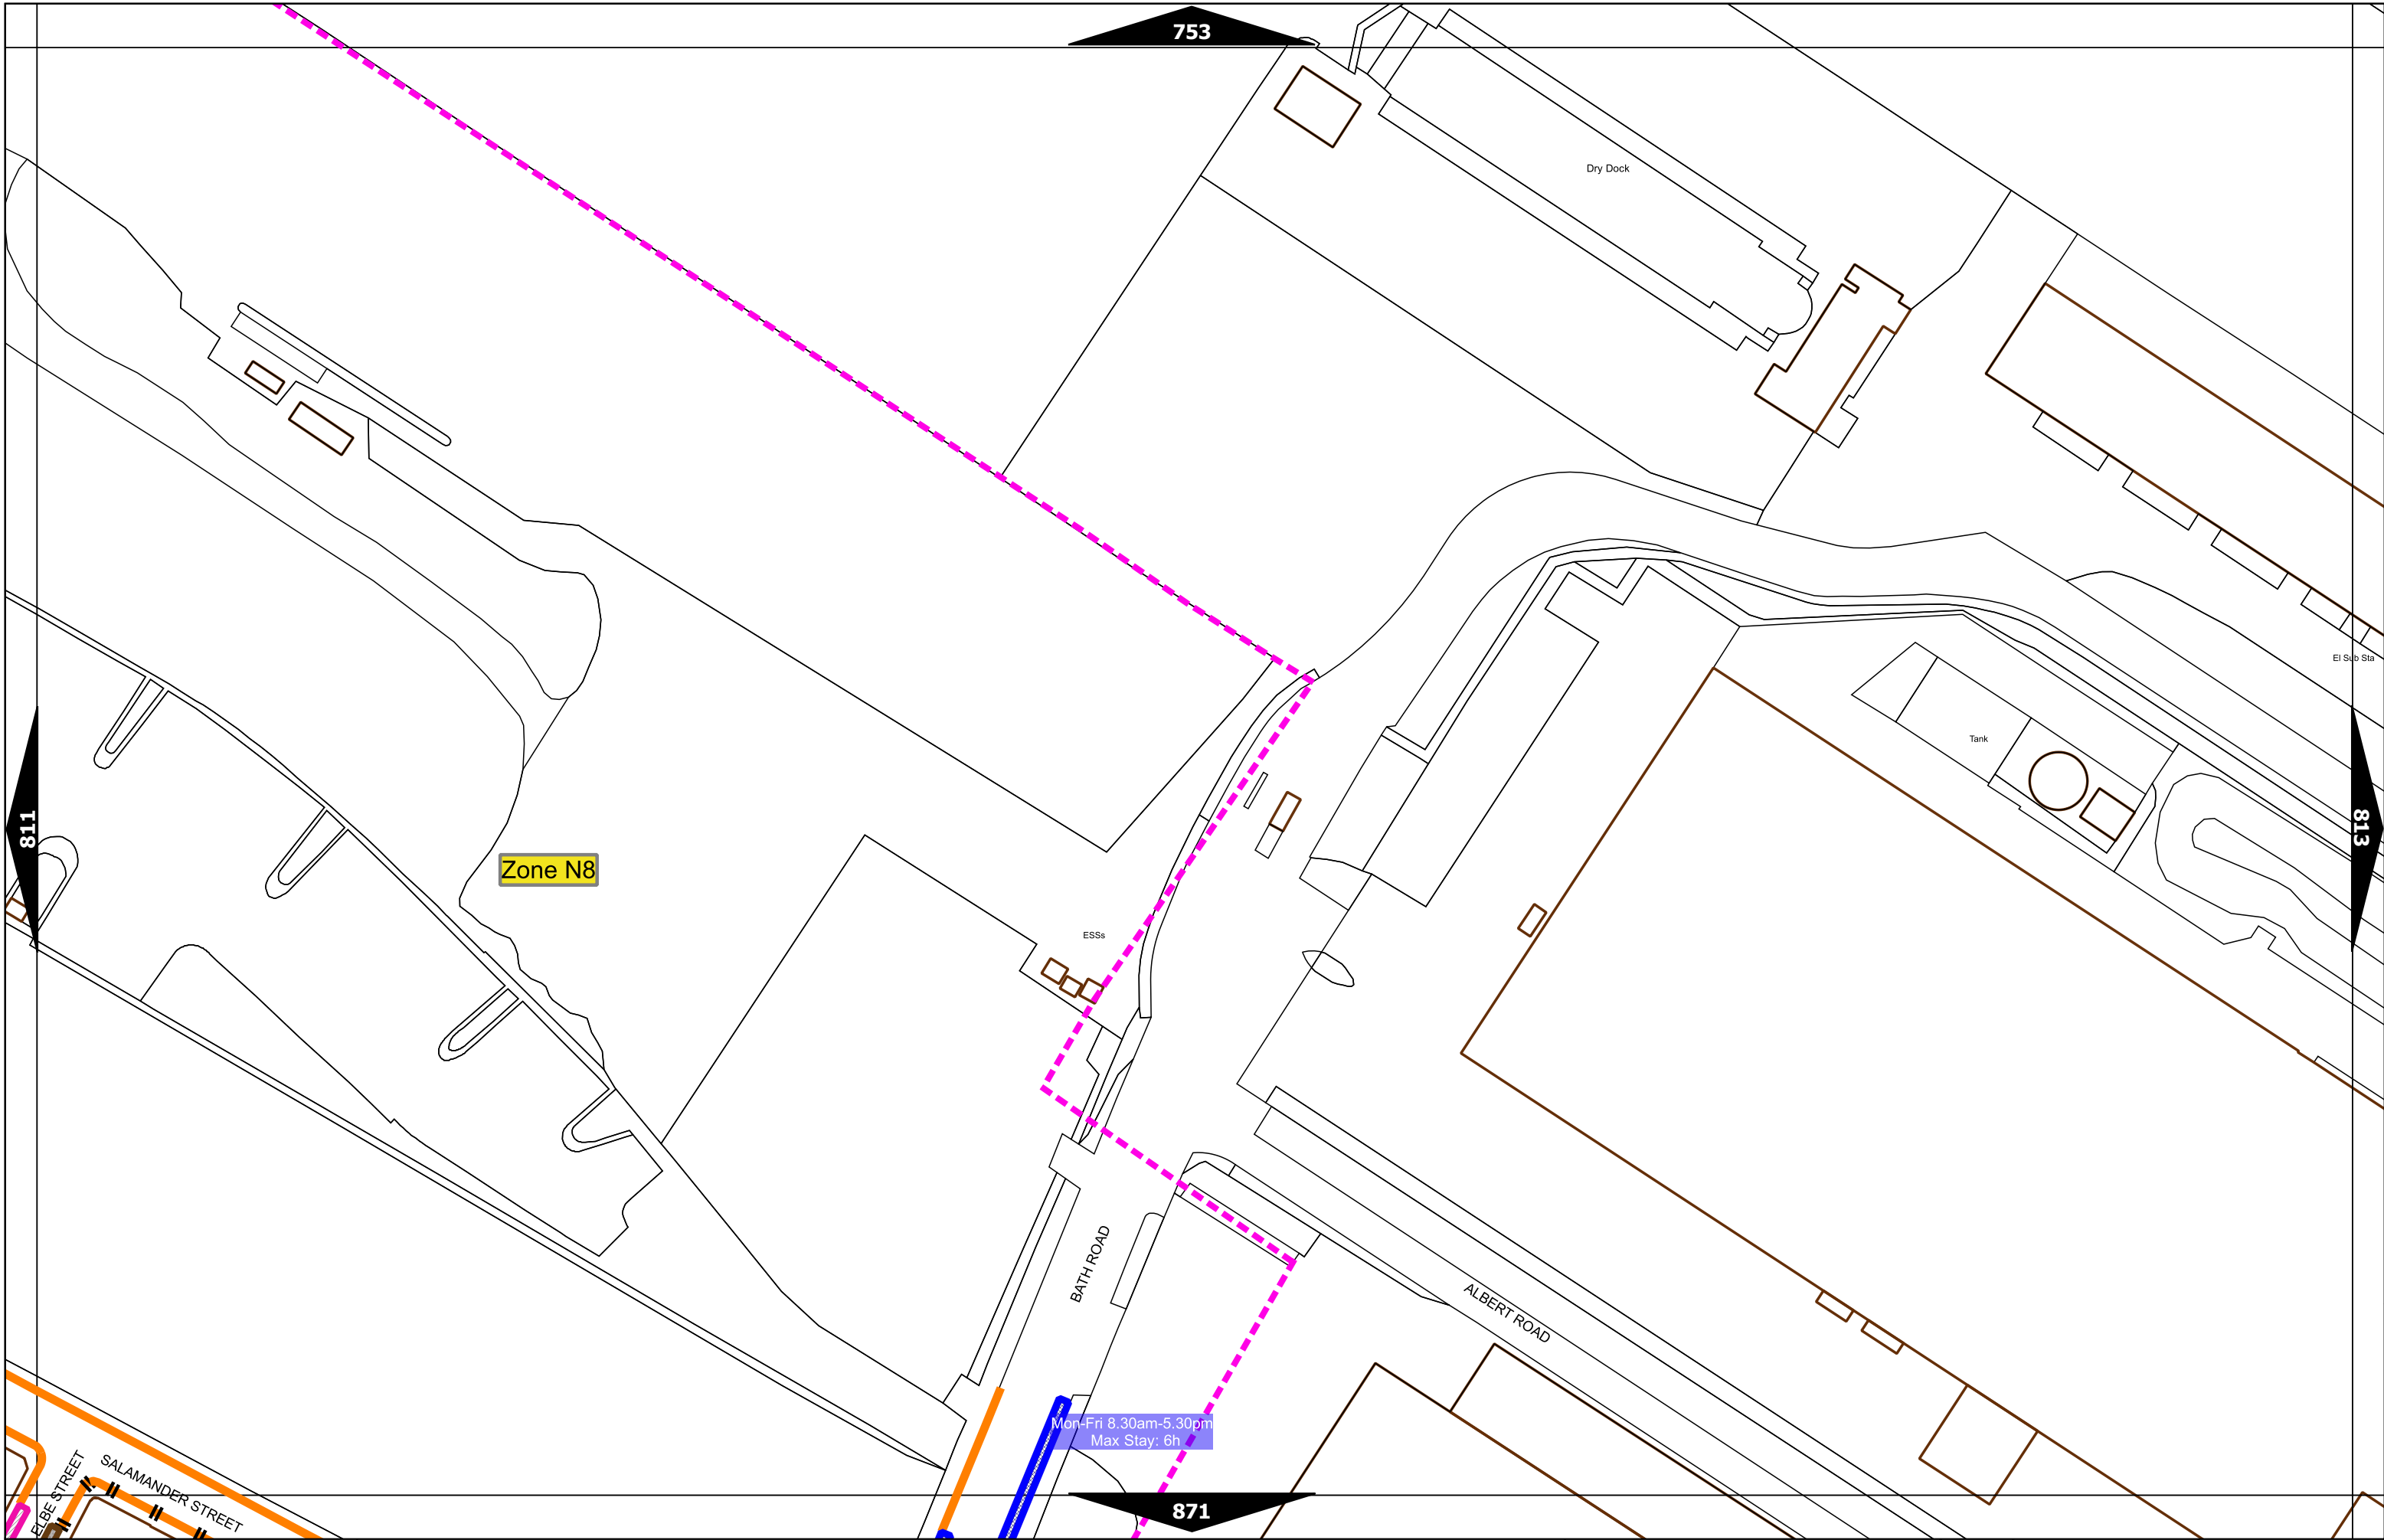 753
Dry Dock
El Sub Sta
Tank
811
813
Zone N8
ESSs
BATH ROAD
ALBERT ROAD
Mon-Fri 8.30am-5.30pm
Max Stay: 6h
ELBE STREET
SALAMANDER STREET
871